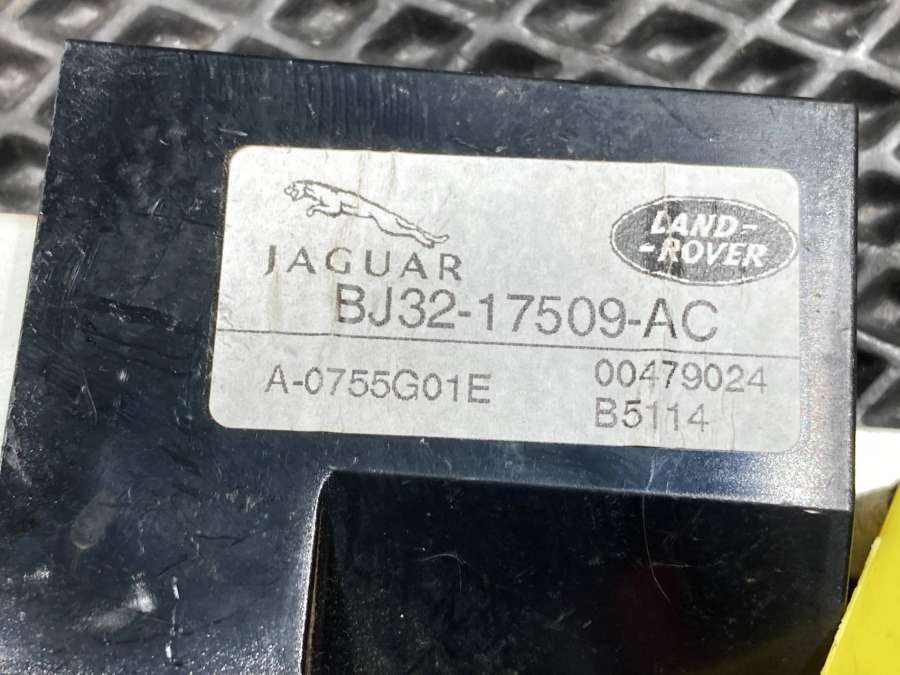 JAGUAR
LAND-
-ROVER
BJ32-17509-AC
A-0755G01E
00479024
B5114